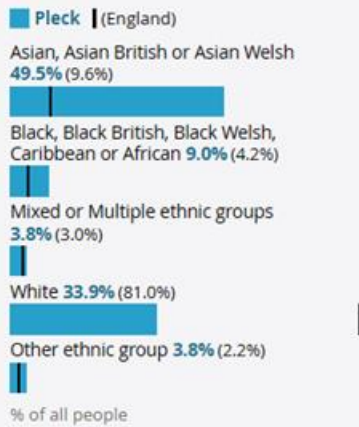 Pleck (England)
Asian, Asian British or Asian Welsh
49.5% (9.6%)
Black, Black British, Black Welsh,
Caribbean or African 9.0% (4.2%)
Mixed or Multiple ethnic groups
3.8% (3.0%)
White 33.9% (81.0%)
Other ethnic group 3.8% (2.2%)
% of all people